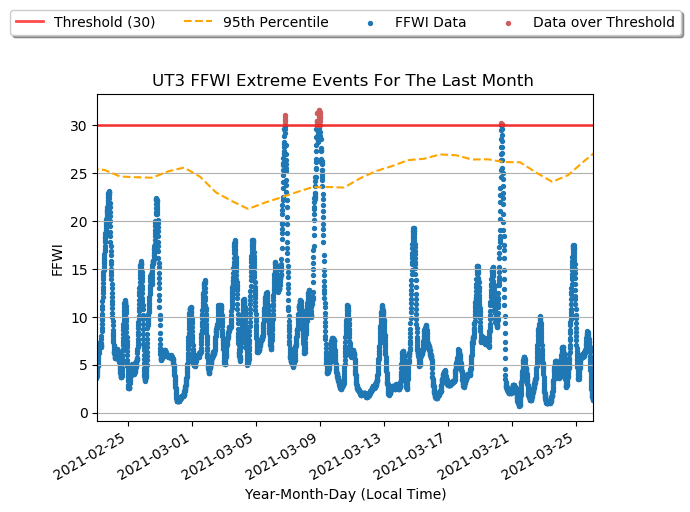 Threshold (30) 95th Percentile FFWI Data Data over Threshold
UT3 FFWI Extreme Events For The Last Month
30
25
20
15
10
5
0
FFWI
2021-02-25 2021-03-01 2021-03-05 2021-03-09 2021-03-13 2021-03-17 2021-03-21 2021-03-25
Year-Month-Day (Local Time)